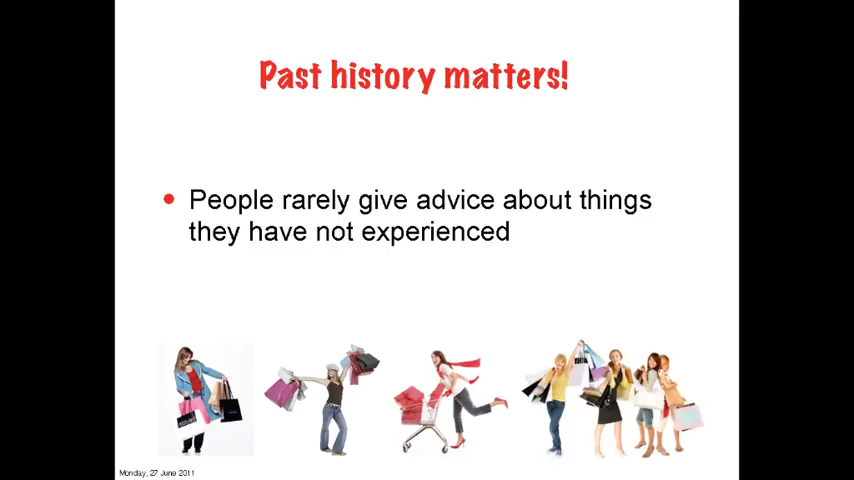 Past history matters!
People rarely give advice about things
they have not experienced
Monday, 27 June 2011